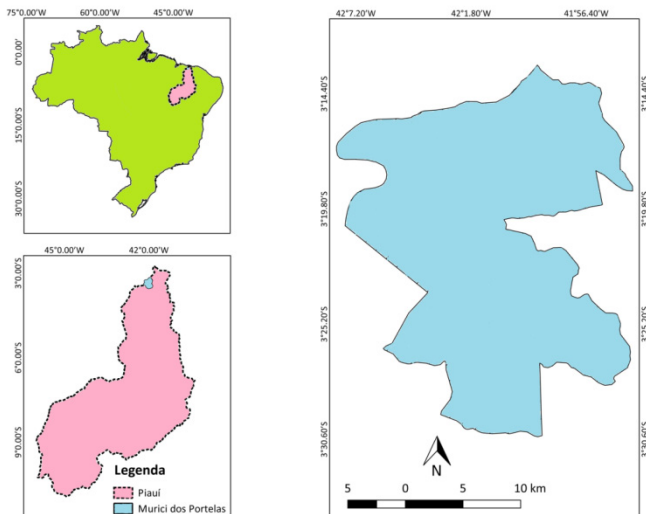 75°0.00'W 60°0.00'W 45°0.00'W
0°0.00'
15°0.00'S
30°0.00'S
45°0.00'W 42°0.00'W
3°0.00'S
6°0.00'S
9°0.00'S
Legenda
Piauí
Murici dos Portelas
42°7.20'W 42°1.80'W 41°56.40'W
3°14.40'S 3°14.40'S
3°19.80'S 3°19.80'S
3°25.20'S 3°25.20'S
3°30.60'S 3°30.60'S
N
5 0 5 10 km